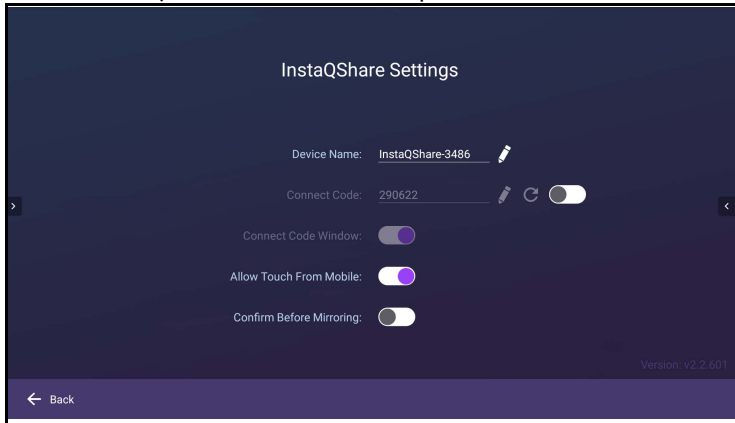 InstaQShare Settings
Device Name: InstaQShare-3486
Connect Code: 290622
Connect Code Window:
Allow Touch From Mobile:
Confirm Before Mirroring:
Version: v2.2.601
Back